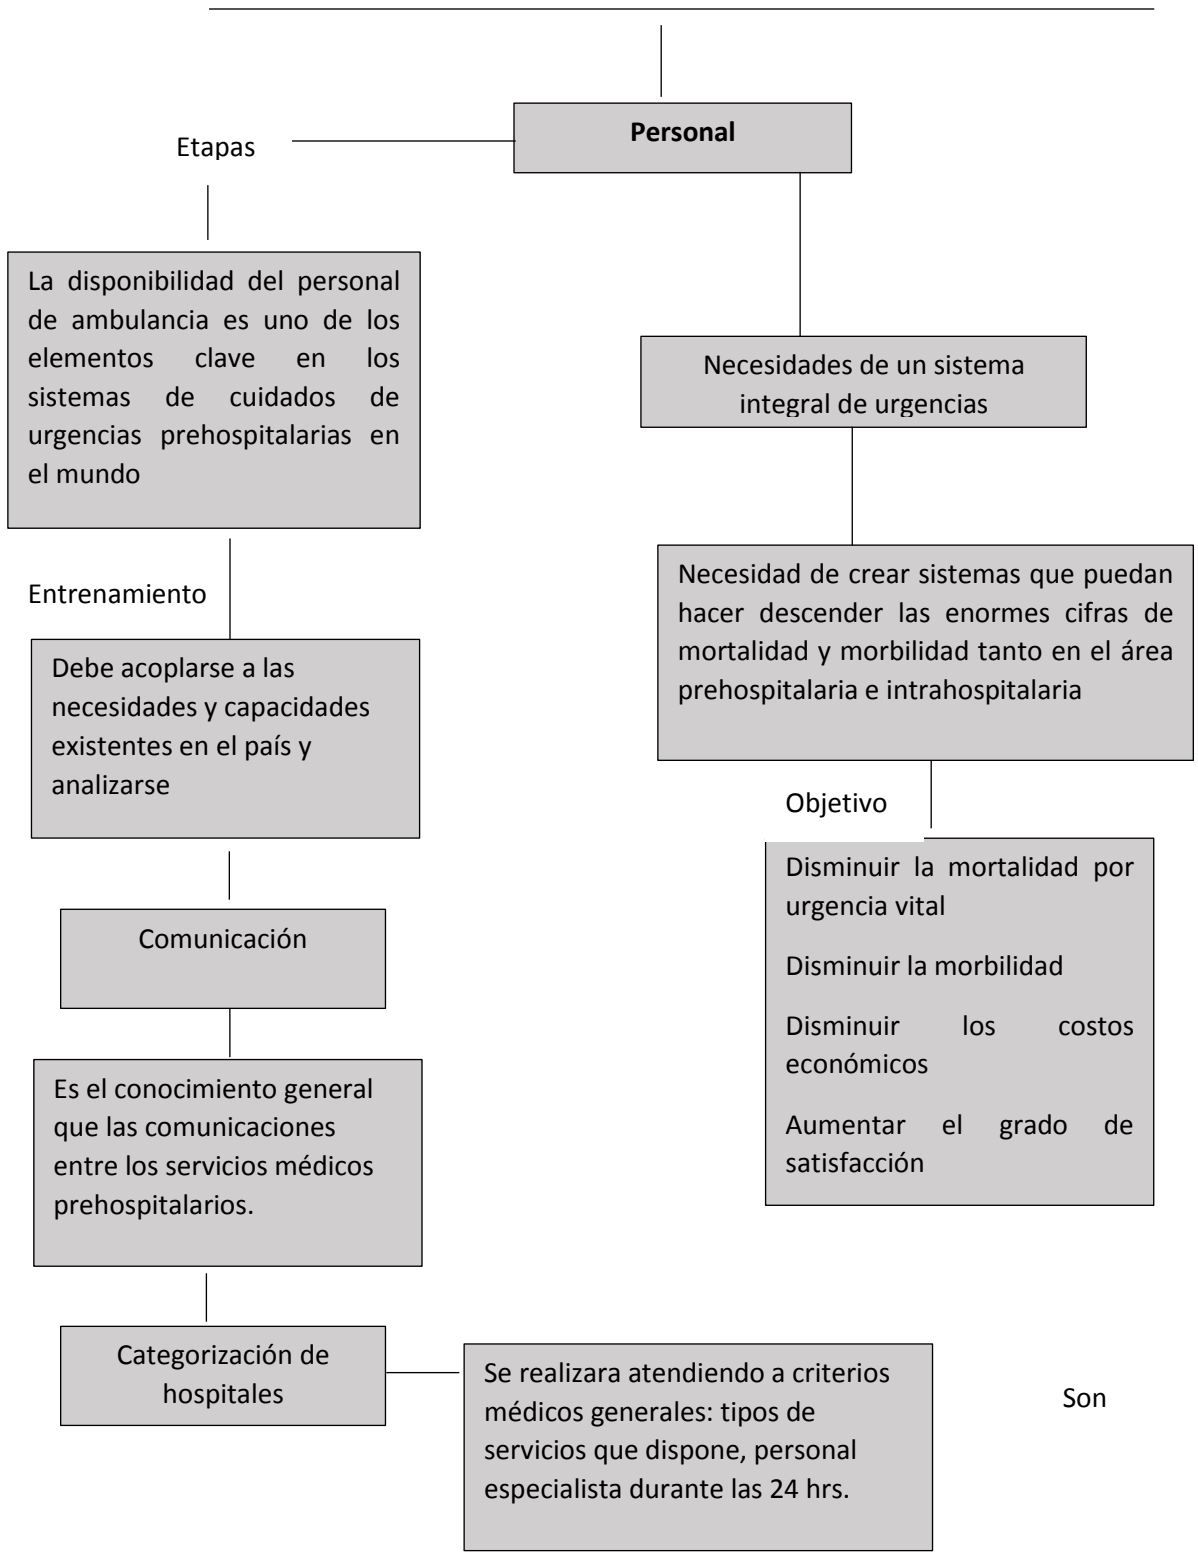 Personal
Etapas
La disponibilidad del personal
de ambulancia es uno de los
elementos clave en los
sistemas de cuidados de
urgencias prehospitalarias en
el mundo
Entrenamiento
Debe acoplarse a las
necesidades y capacidades
existentes en el país y
analizarse
Comunicación
Es el conocimiento general
que las comunicaciones
entre los servicios médicos
prehospitalarios.
Categorización de
hospitales
Se realizara atendiendo a criterios
médicos generales: tipos de
servicios que dispone, personal
especialista durante las 24 hrs.
Necesidades de un sistema
integral de urgencias
Necesidad de crear sistemas que puedan
hacer descender las enormes cifras de
mortalidad y morbilidad tanto en el área
prehospitalaria e intrahospitalaria
Objetivo
Disminuir la mortalidad por
urgencia vital
Disminuir la morbilidad
Disminuir los costos
económicos
Aumentar el grado de
satisfacción
Son